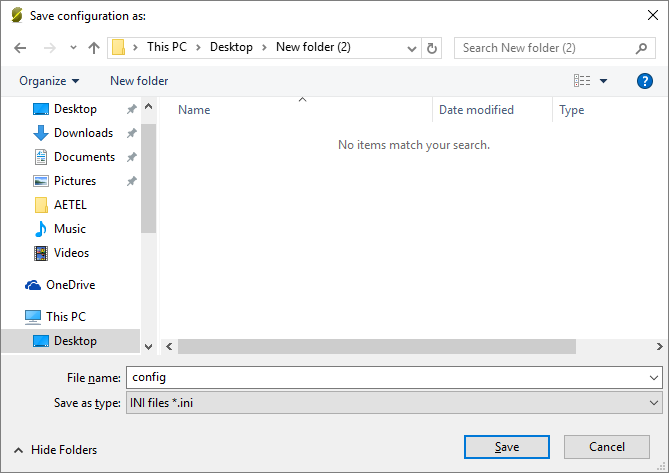 Save configuration as:
This PC > Desktop > New folder (2)
Search New folder (2)
Organize
New folder
?
Name
Date modified
Type
No items match your search.
Desktop
Downloads
Documents
Pictures
AETEL
Music
Videos
OneDrive
This PC
Desktop
File name: config
Save as type: INI files *.ini
Hide Folders
Save
Cancel